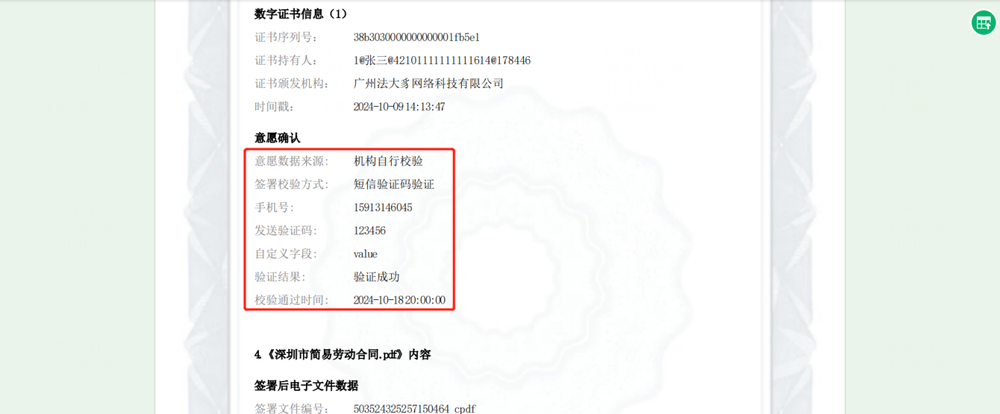 数字证书信息（1）
证书序列号： 38b3030000000000001fb5e1
证书持有人： 1@张三@42101111111111614@178446
证书颁发机构： 广州法大豸网络科技有限公司
时间戳： 2024-10-09 14:13:47
意愿确认
意愿数据来源: 机构自行校验
签署校验方式: 短信验证码验证
手机号: 15913146045
发送验证码: 123456
自定义字段: value
验证结果: 验证成功
校验通过时间: 2024-10-18 20:00:00
4.《深圳市简易劳动合同.pdf》内容
签署后电子文件数据
签署文件编号： 503524325257150464_cpdf